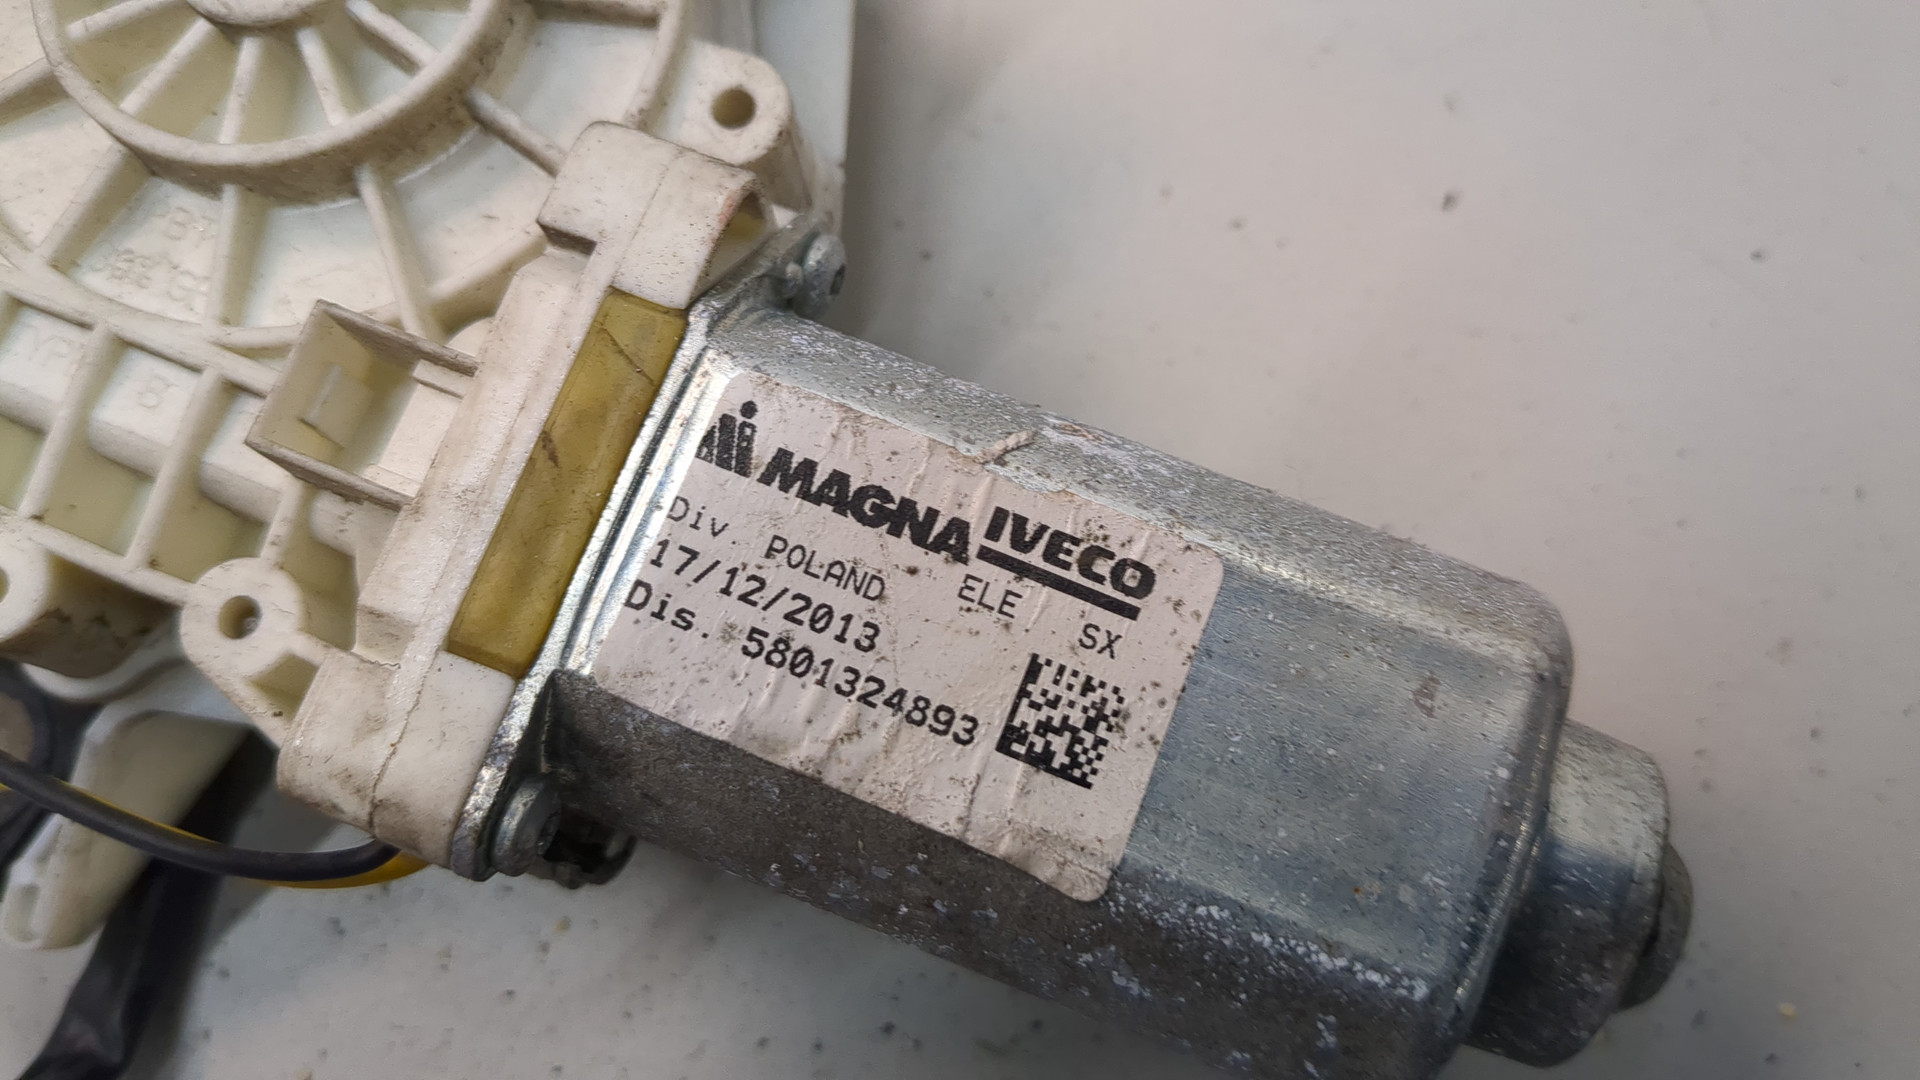 MAGNA IVECO
Div. POLAND ELE SX
17/12/2013
Dis. 5801324893